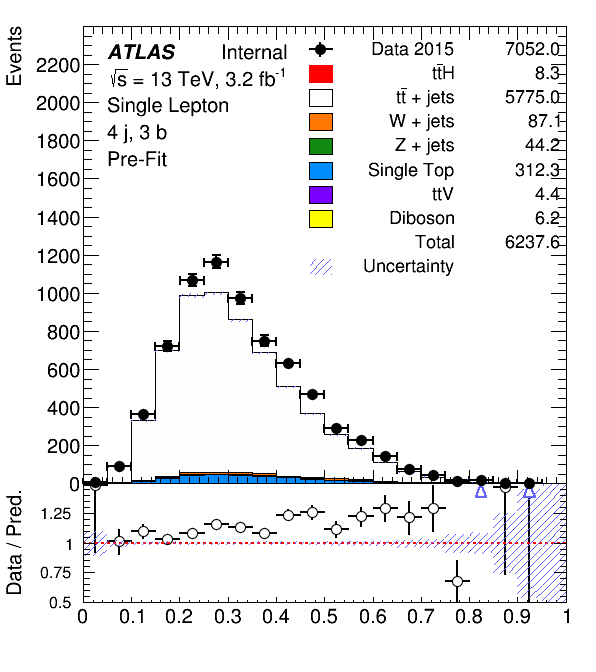 Events
ATLAS Internal
√s = 13 TeV, 3.2 fb-1
Single Lepton
4 j, 3 b
Pre-Fit
Data 2015 7052.0
tt̄H 8.3
tt̄ + jets 5775.0
W + jets 87.1
Z + jets 44.2
Single Top 312.3
ttV 4.4
Diboson 6.2
Total 6237.6
Uncertainty
2200
2000
1800
1600
1400
1200
1000
800
600
400
200
0
Data / Pred.
1.25
1
0.75
0.5
0 0.1 0.2 0.3 0.4 0.5 0.6 0.7 0.8 0.9 1